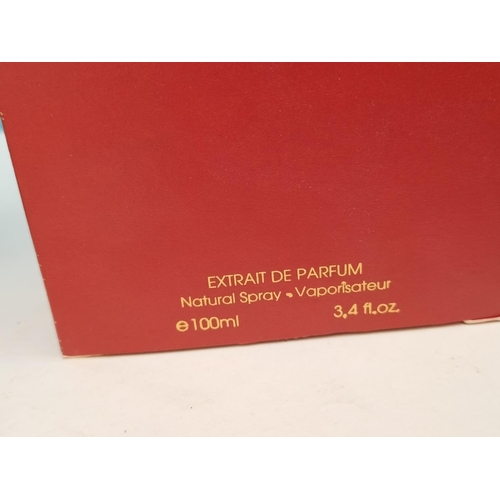 EXTRAIT DE PARFUM
Natural Spray • Vaporisateur
℮100ml 3.4 fl.oz.